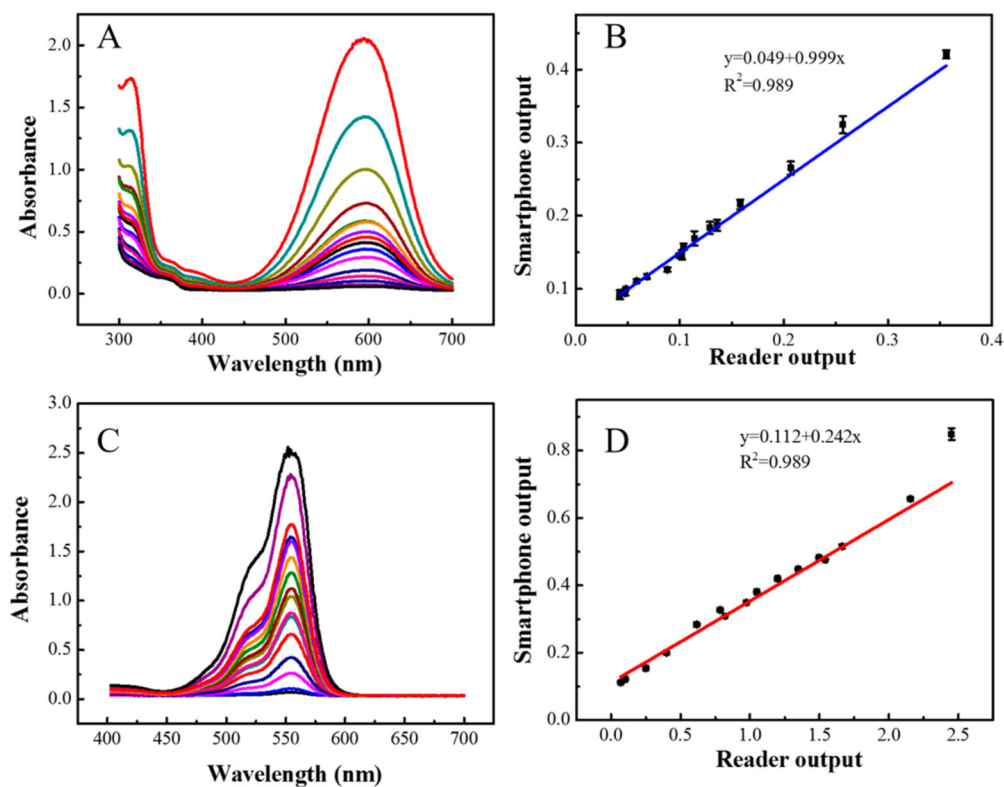 A
2.0
1.5
1.0
0.5
0.0
Absorbance
300
400
500
600
700
Wavelength (nm)
B
y=0.049+0.999x
R²=0.989
0.4
0.3
0.2
0.1
Smartphone output
0.0
0.1
0.2
0.3
0.4
Reader output
C
3.0
2.5
2.0
1.5
1.0
0.5
0.0
Absorbance
400
450
500
550
600
650
700
Wavelength (nm)
D
y=0.112+0.242x
R²=0.989
0.8
0.6
0.4
0.2
0.0
Smartphone output
0.0
0.5
1.0
1.5
2.0
2.5
Reader output